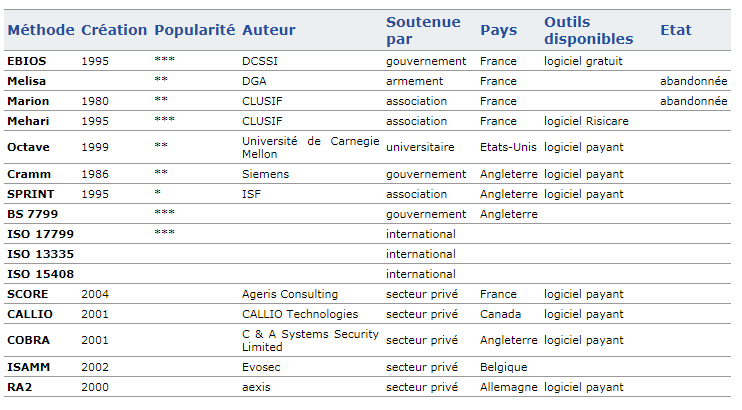 Méthode Création Popularité Auteur Soutenue par Pays Outils disponibles Etat
EBIOS 1995 *** DCSSI gouvernement France logiciel gratuit
Melisa ** DGA armement France abandonnée
Marion 1980 ** CLUSIF association France abandonnée
Mehari 1995 *** CLUSIF association France logiciel Risicare
Octave 1999 ** Université de Carnegie Mellon universitaire Etats-Unis logiciel payant
Cramm 1986 ** Siemens gouvernement Angleterre logiciel payant
SPRINT 1995 * ISF association Angleterre logiciel payant
BS 7799 *** gouvernement Angleterre
ISO 17799 *** international
ISO 13335 international
ISO 15408 international
SCORE 2004 Ageris Consulting secteur privé France logiciel payant
CALLIO 2001 CALLIO Technologies secteur privé Canada logiciel payant
COBRA 2001 C & A Systems Security Limited secteur privé Angleterre logiciel payant
ISAMM 2002 Evosec secteur privé Belgique
RA2 2000 aexis secteur privé Allemagne logiciel payant